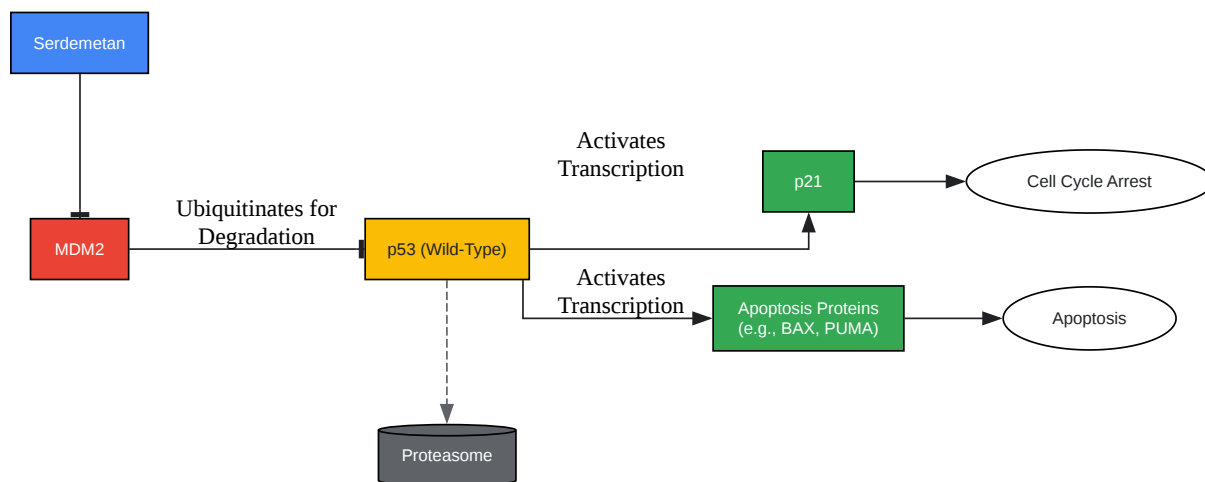 Serdemetan
Activates
Transcription
p21
Cell Cycle Arrest
Ubiquitinates for
Degradation
MDM2
p53 (Wild-Type)
Activates
Transcription
Apoptosis Proteins
(e.g., BAX, PUMA)
Apoptosis
Proteasome